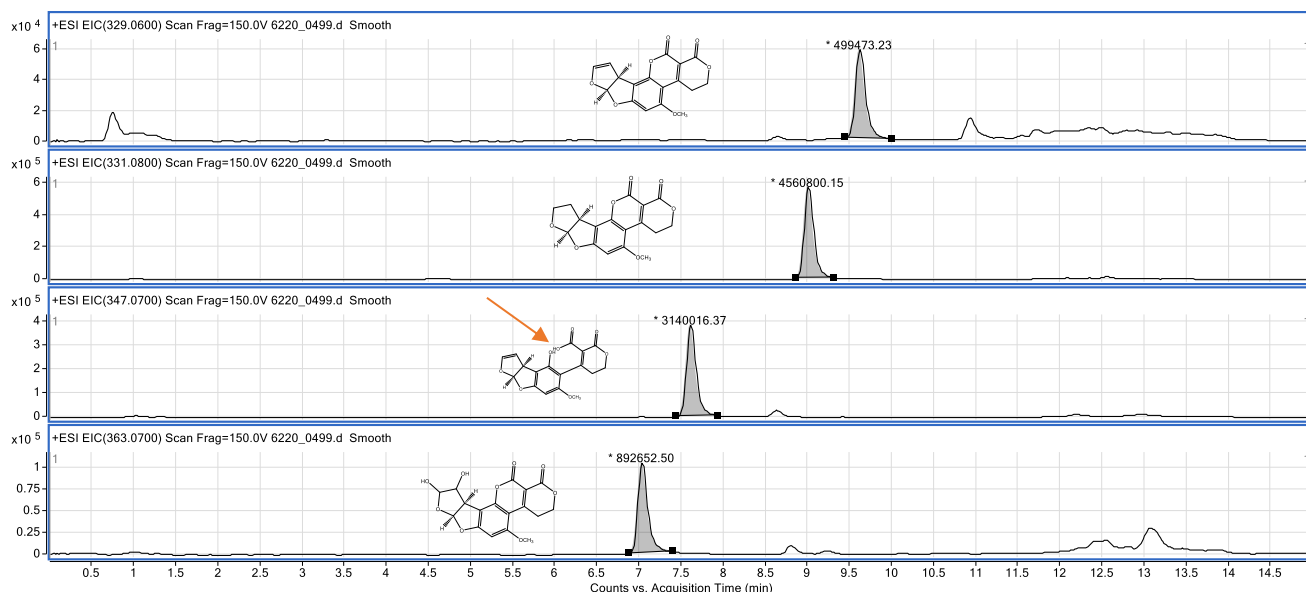 +ESI EIC(329.0600) Scan Frag=150.0V 6220_0499.d Smooth
x10 4
1
* 499473.23
6
4
2
0
O
O
O
O
H
H
O
O
OCH3
+ESI EIC(331.0800) Scan Frag=150.0V 6220_0499.d Smooth
x10 5
1
* 4560800.15
6
4
2
0
O
O
O
O
H
H
O
O
OCH3
+ESI EIC(347.0700) Scan Frag=150.0V 6220_0499.d Smooth
x10 5
1
* 3140016.37
4
3
2
1
0
O
O
HO
OH
O
H
H
O
O
OCH3
+ESI EIC(363.0700) Scan Frag=150.0V 6220_0499.d Smooth
x10 5
1
* 892652.50
1
0.75
0.5
0.25
0
OH
HO
O
O
O
O
H
H
O
O
OCH3
0.5 1 1.5 2 2.5 3 3.5 4 4.5 5 5.5 6 6.5 7 7.5 8 8.5 9 9.5 10 10.5 11 11.5 12 12.5 13 13.5 14 14.5
Counts vs. Acquisition Time (min)